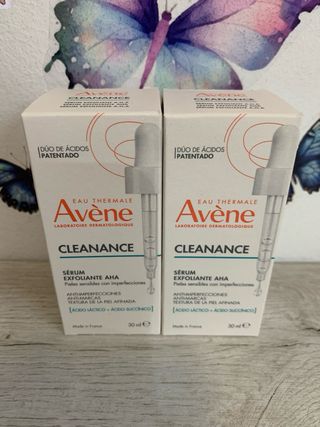 CLEANANCE
DÚO DE ÁCIDOS
PATENTADO
EAU THERMALE
Avène
LABORATOIRE DERMATOLOGIQUE
CLEANANCE
SÉRUM
EXFOLIANTE AHA
Pieles sensibles con imperfecciones
ANTIIMPERFECCIONES
ANTIMARCAS
TEXTURA DE LA PIEL AFINADA
[ÁCIDO LÁCTICO + ÁCIDO SUCCÍNICO]
Made in France
30 ml e
CLEANANCE
DÚO DE ÁCIDOS
PATENTADO
EAU THERMALE
Avène
LABORATOIRE DERMATOLOGIQUE
CLEANANCE
SÉRUM
EXFOLIANTE AHA
Pieles sensibles con imperfecciones
ANTIIMPERFECCIONES
ANTIMARCAS
TEXTURA DE LA PIEL AFINADA
[ÁCIDO LÁCTICO + ÁCIDO SUCCÍNICO]
Made in France
30 ml e